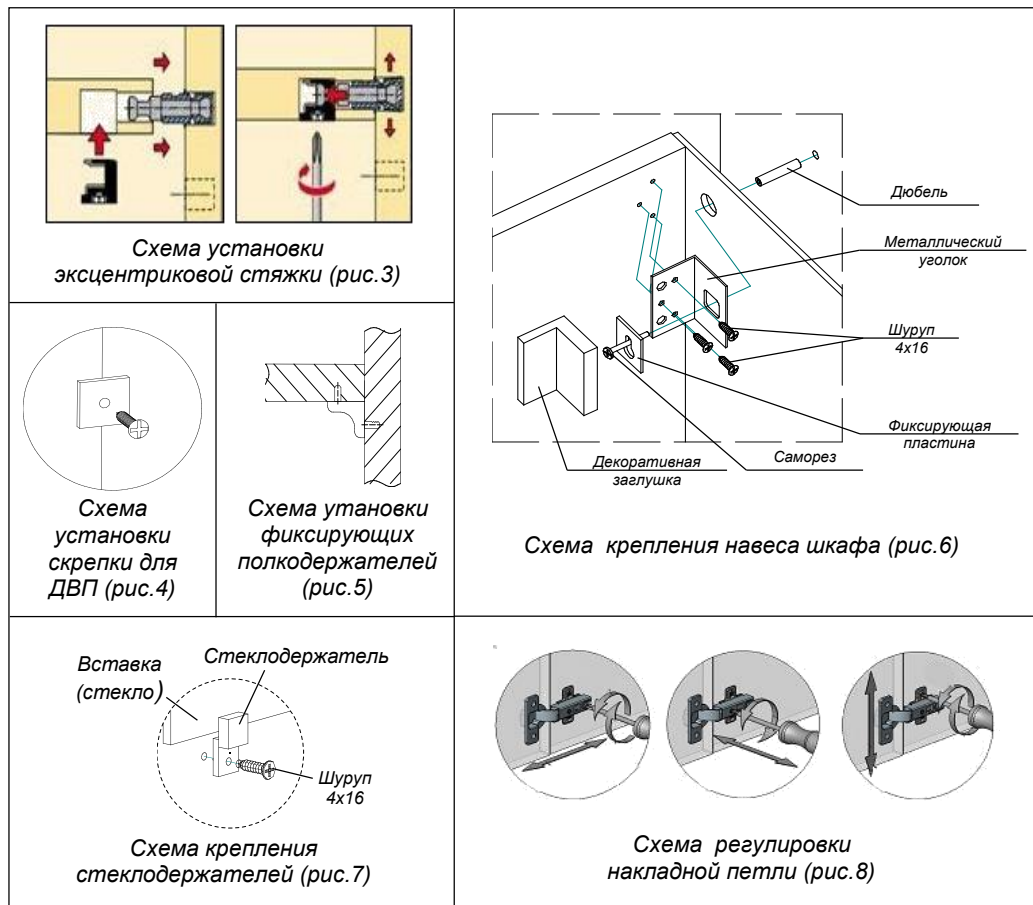 Схема установки
эксцентриковой стяжки (рис.3)
Схема
установки
скрепки для
ДВП (рис.4)
Схема утановки
фиксирующих
полкодержателей
(рис.5)
Дюбель
Металлический
уголок
Шуруп
4х16
Фиксирующая
пластина
Саморез
Декоративная
заглушка
Схема крепления навеса шкафа (рис.6)
Вставка
(стекло)
Стеклодержатель
Шуруп
4х16
Схема крепления
стеклодержателей (рис.7)
Схема регулировки
накладной петли (рис.8)